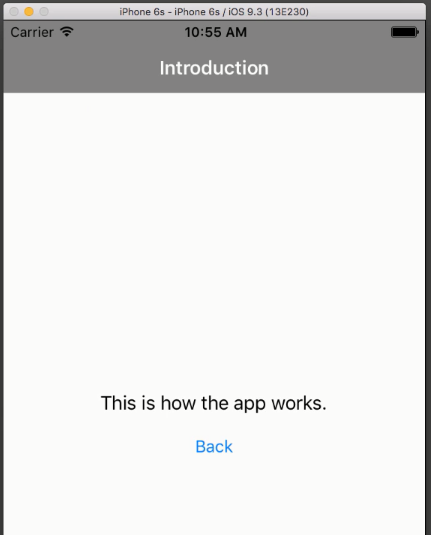 iPhone 6s - iPhone 6s / iOS 9.3 (13E230)
Carrier 10:55 AM
Introduction
This is how the app works.
Back